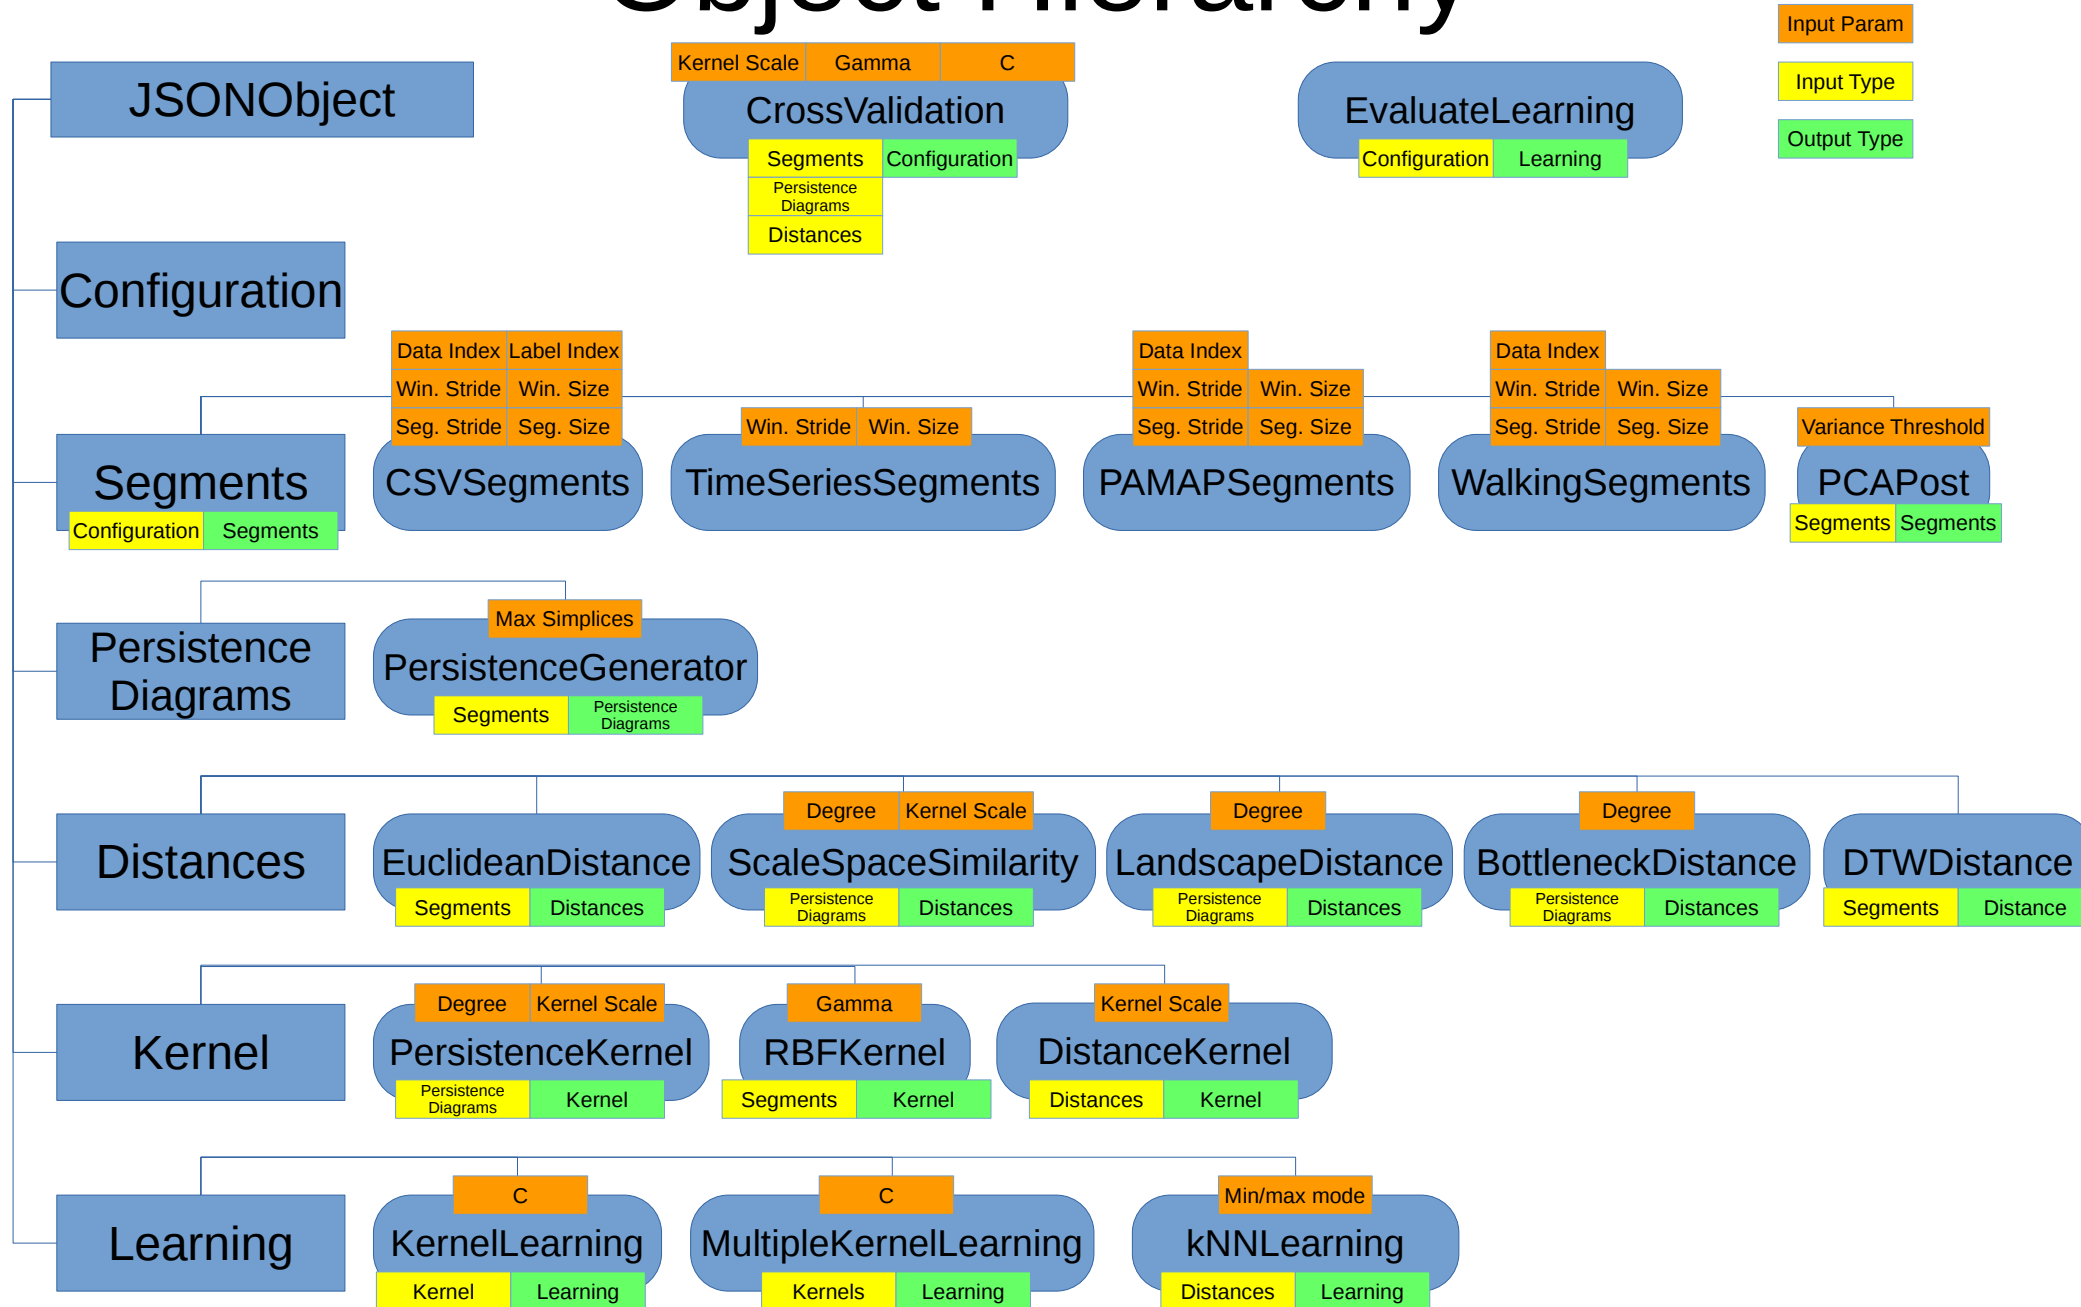 Object Hierarchy
Input Param
Input Type
Output Type
JSONObject
Kernel Scale Gamma C
CrossValidation
Segments Configuration
Persistence
Diagrams
Distances
EvaluateLearning
Configuration Learning
Configuration
Segments
Configuration Segments
Data Index Label Index
Win. Stride Win. Size
Seg. Stride Seg. Size
CSVSegments
Win. Stride Win. Size
TimeSeriesSegments
Data Index
Win. Stride Win. Size
Seg. Stride Seg. Size
PAMAPSegments
Data Index
Win. Stride Win. Size
Seg. Stride Seg. Size
WalkingSegments
Variance Threshold
PCAPost
Segments Segments
Persistence
Diagrams
Max Simplices
PersistenceGenerator
Segments
Persistence
Diagrams
Distances
EuclideanDistance
Segments Distances
Degree Kernel Scale
ScaleSpaceSimilarity
Persistence
Diagrams
Distances
Degree
LandscapeDistance
Persistence
Diagrams
Distances
Degree
BottleneckDistance
Persistence
Diagrams
Distances
DTWDistance
Segments Distance
Kernel
Degree Kernel Scale
PersistenceKernel
Persistence
Diagrams
Kernel
Gamma
RBFKernel
Segments Kernel
Kernel Scale
DistanceKernel
Distances Kernel
Learning
C
KernelLearning
Kernel Learning
C
MultipleKernelLearning
Kernels Learning
Min/max mode
kNNLearning
Distances Learning